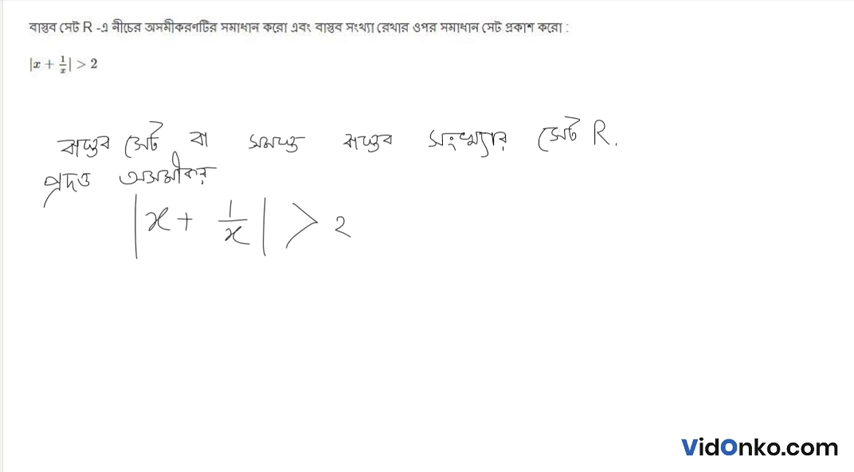 বাস্তব সেট R -এ নীচের অসমীকরণটির সমাধান করো এবং বাস্তব সংখ্যা রেখার ওপর সমাধান সেট প্রকাশ করো :
|x + 1/x| > 2
বাস্তব সেট বা সমস্ত বাস্তব সংখ্যার সেট R.
প্রদত্ত অসমীকর
|x + 1/x| > 2
VidOnko.com